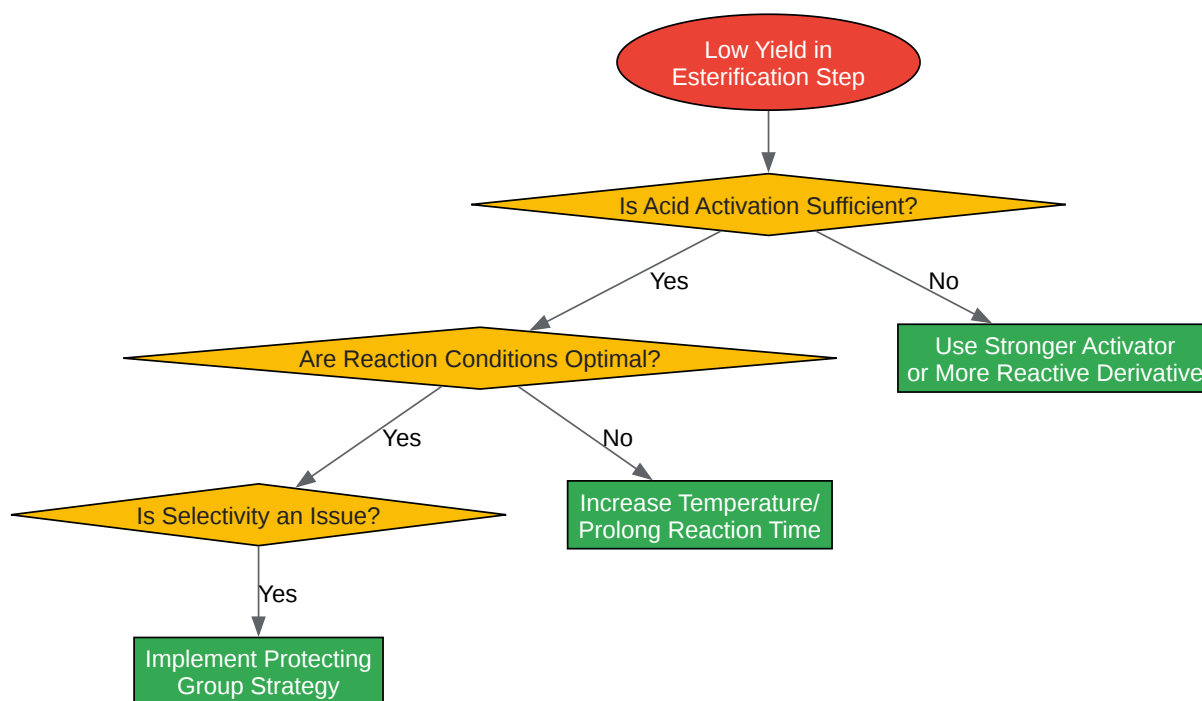 Low Yield in
Esterification Step
Is Acid Activation Sufficient?
Yes
No
Are Reaction Conditions Optimal?
Use Stronger Activator
or More Reactive Derivative
Yes
No
Is Selectivity an Issue?
Increase Temperature/
Prolong Reaction Time
Yes
Implement Protecting
Group Strategy